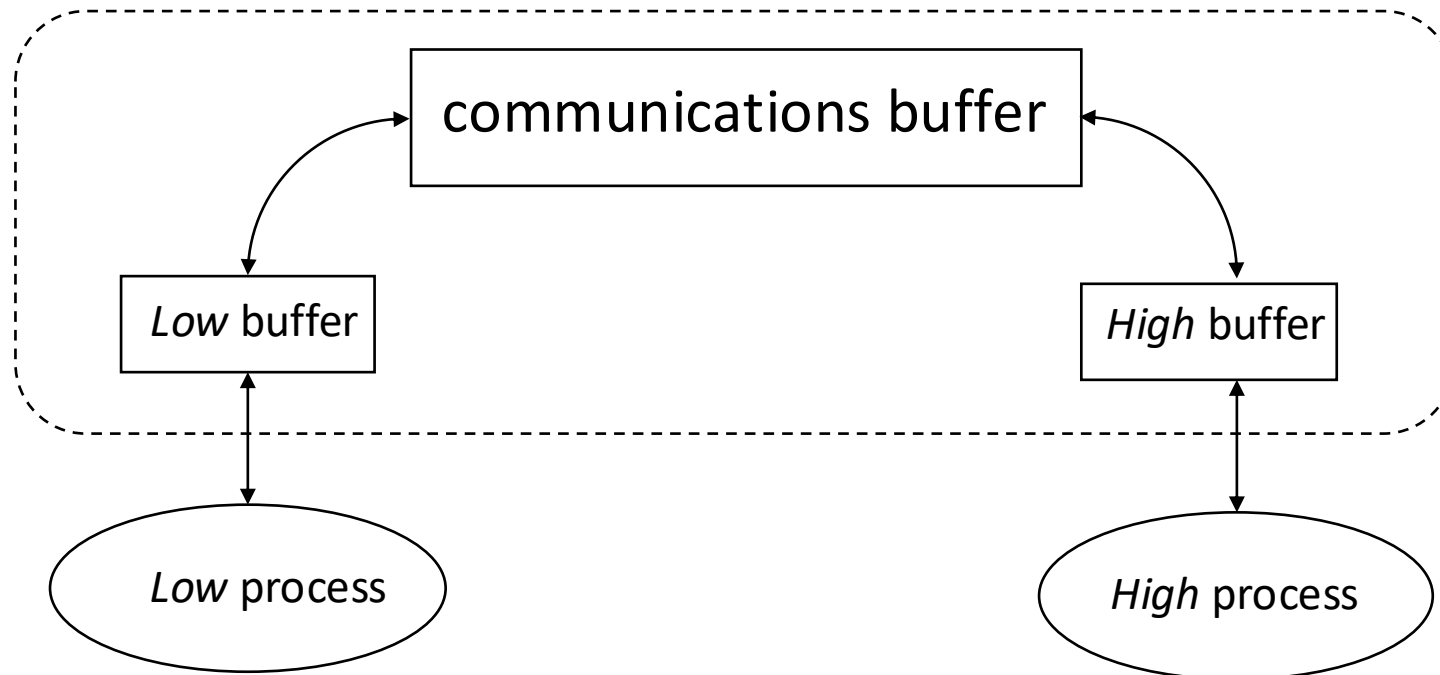 communications buffer
Low buffer
High buffer
Low process
High process